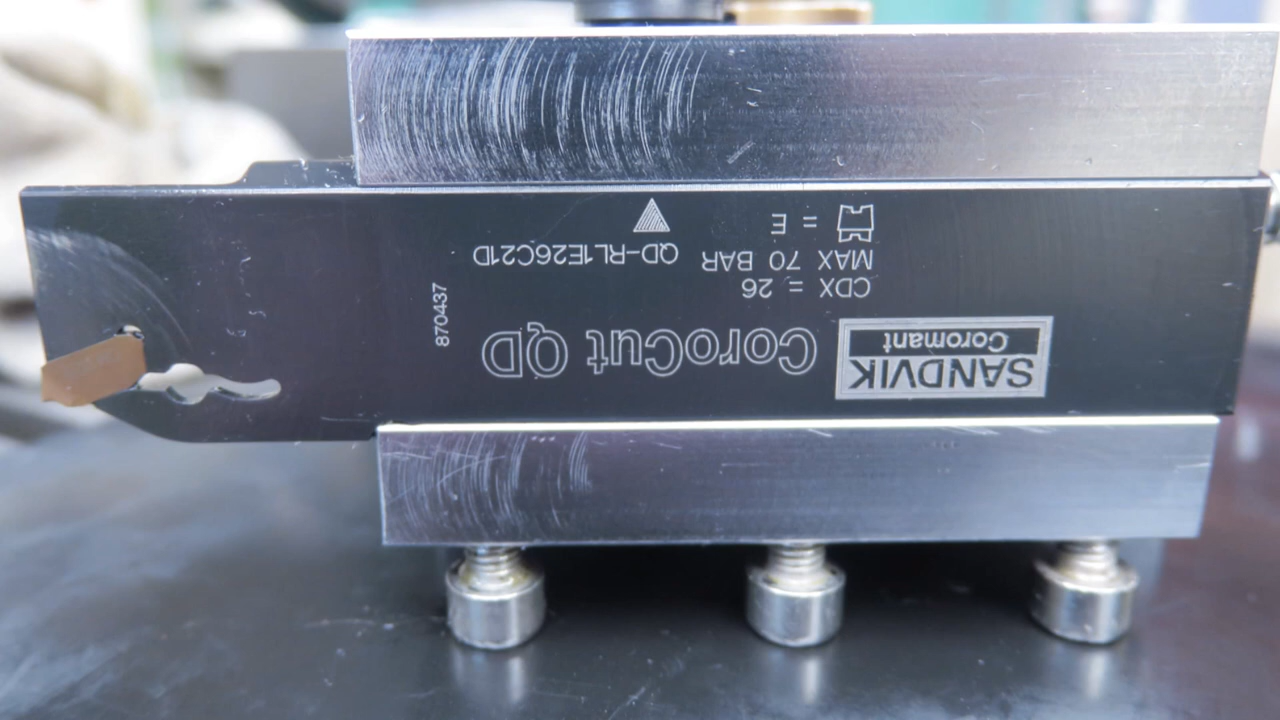 SANDVIK
Coromant
CoroCut QD
870437
CDX = 26
MAX 70 BAR
QD-RL1E26C21D
= E